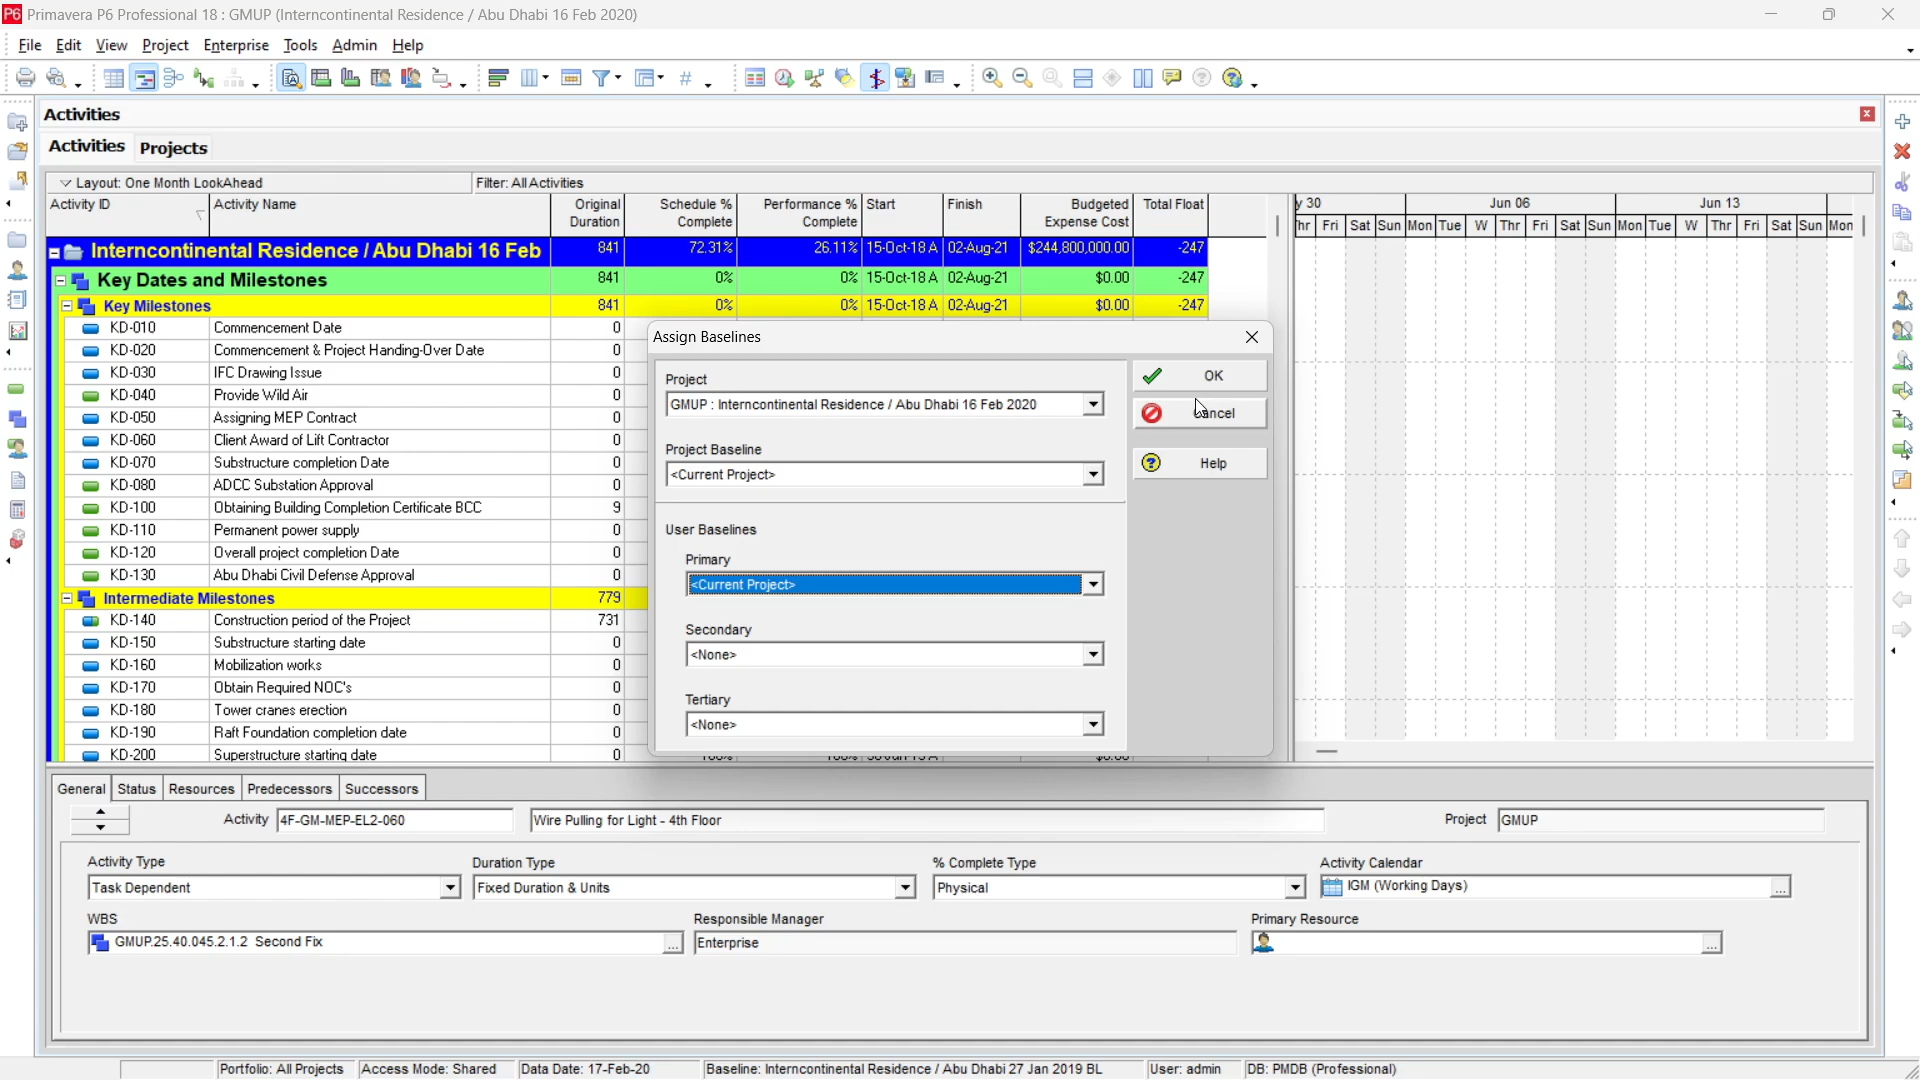 P6 Primavera P6 Professional 18 : GMUP (Interncontinental Residence / Abu Dhabi 16 Feb 2020)
File Edit View Project Enterprise Tools Admin Help
Activities
Activities Projects
Layout: One Month LookAhead Filter: All Activities
Activity ID Activity Name Original Duration Schedule % Complete Performance % Complete Start Finish Budgeted Expense Cost Total Float
y 30 Jun 06 Jun 13
hr Fri Sat Sun Mon Tue W Thr Fri Sat Sun Mon Tue W Thr Fri Sat Sun Mon
Interncontinental Residence / Abu Dhabi 16 Feb 841 72.31% 26.11% 15-Oct-18 A 02-Aug-21 $244,800,000.00 -247
Key Dates and Milestones 841 0% 0% 15-Oct-18 A 02-Aug-21 $0.00 -247
Key Milestones 841 0% 0% 15-Oct-18 A 02-Aug-21 $0.00 -247
KD-010 Commencement Date 0
KD-020 Commencement & Project Handing-Over Date 0
KD-030 IFC Drawing Issue 0
KD-040 Provide Wild Air 0
KD-050 Assigning MEP Contract 0
KD-060 Client Award of Lift Contractor 0
KD-070 Substructure completion Date 0
KD-080 ADCC Substation Approval 0
KD-100 Obtaining Building Completion Certificate BCC 9
KD-110 Permanent power supply 0
KD-120 Overall project completion Date 0
KD-130 Abu Dhabi Civil Defense Approval 0
Intermediate Milestones 779
KD-140 Construction period of the Project 731
KD-150 Substructure starting date 0
KD-160 Mobilization works 0
KD-170 Obtain Required NOC's 0
KD-180 Tower cranes erection 0
KD-190 Raft Foundation completion date 0
KD-200 Superstructure starting date 0
Assign Baselines
Project
GMUP : Interncontinental Residence / Abu Dhabi 16 Feb 2020
Project Baseline
<Current Project>
User Baselines
Primary
<Current Project>
Secondary
<None>
Tertiary
<None>
OK
Cancel
Help
General Status Resources Predecessors Successors
Activity 4F-GM-MEP-EL2-060 Wire Pulling for Light - 4th Floor Project GMUP
Activity Type Duration Type % Complete Type Activity Calendar
Task Dependent Fixed Duration & Units Physical IGM (Working Days)
WBS Responsible Manager Primary Resource
GMUP.25.40.045.2.1.2 Second Fix Enterprise
Portfolio: All Projects Access Mode: Shared Data Date: 17-Feb-20 Baseline: Interncontinental Residence / Abu Dhabi 27 Jan 2019 BL User: admin DB: PMDB (Professional)